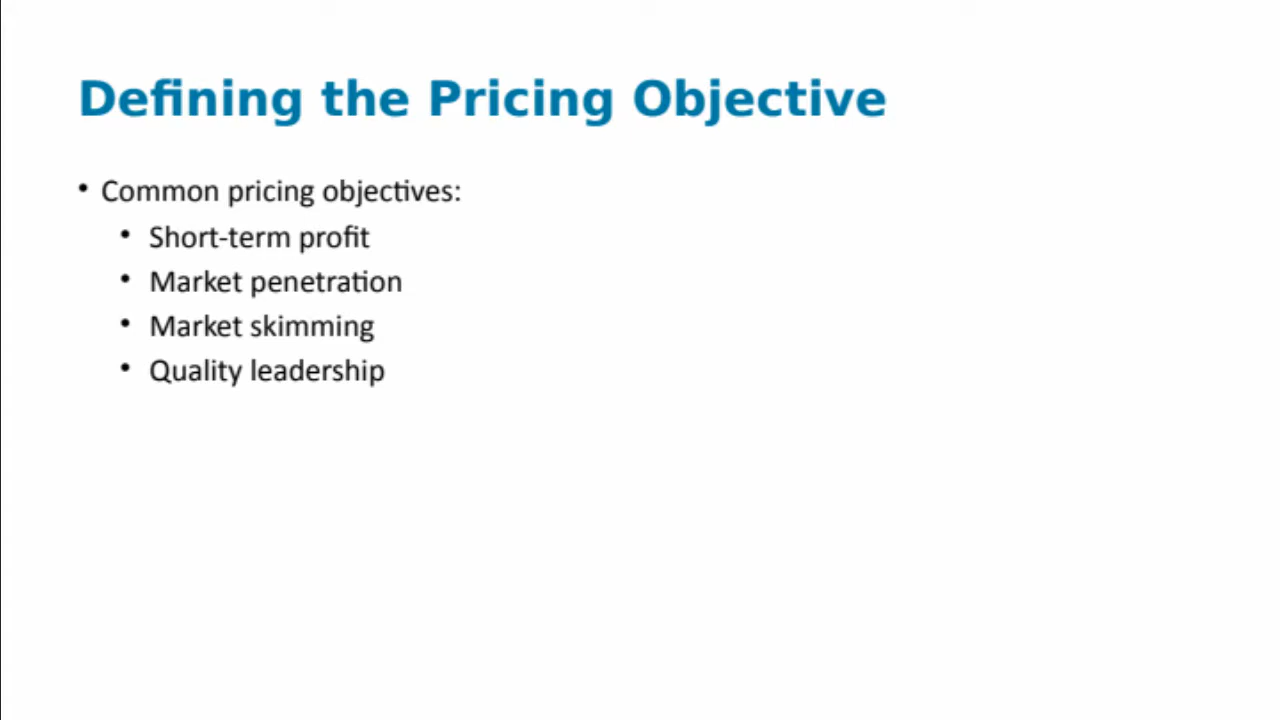 Defining the Pricing Objective
• Common pricing objectives:
• Short-term profit
• Market penetration
• Market skimming
• Quality leadership